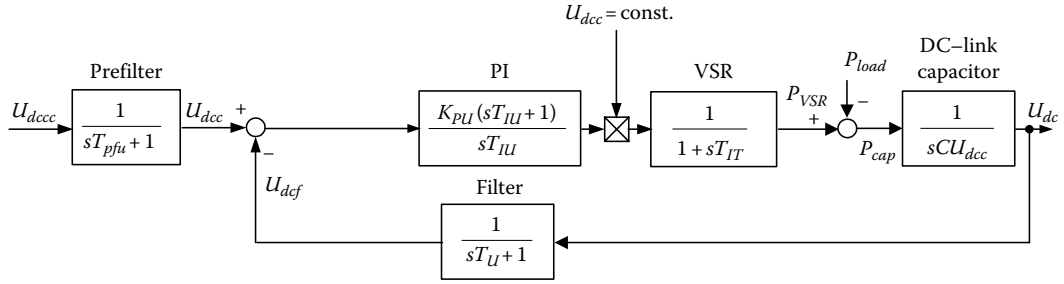 U_dcc = const.
DC–link
capacitor
Prefilter
PI
VSR
P_load
U_dccc
1
sT_pfu + 1
U_dcc
+
−
K_PU (sT_IU + 1)
sT_IU
1
1 + sT_IT
P_VSR
+
−
P_cap
1
sCU_dcc
U_dc
U_dcf
Filter
1
sT_U + 1